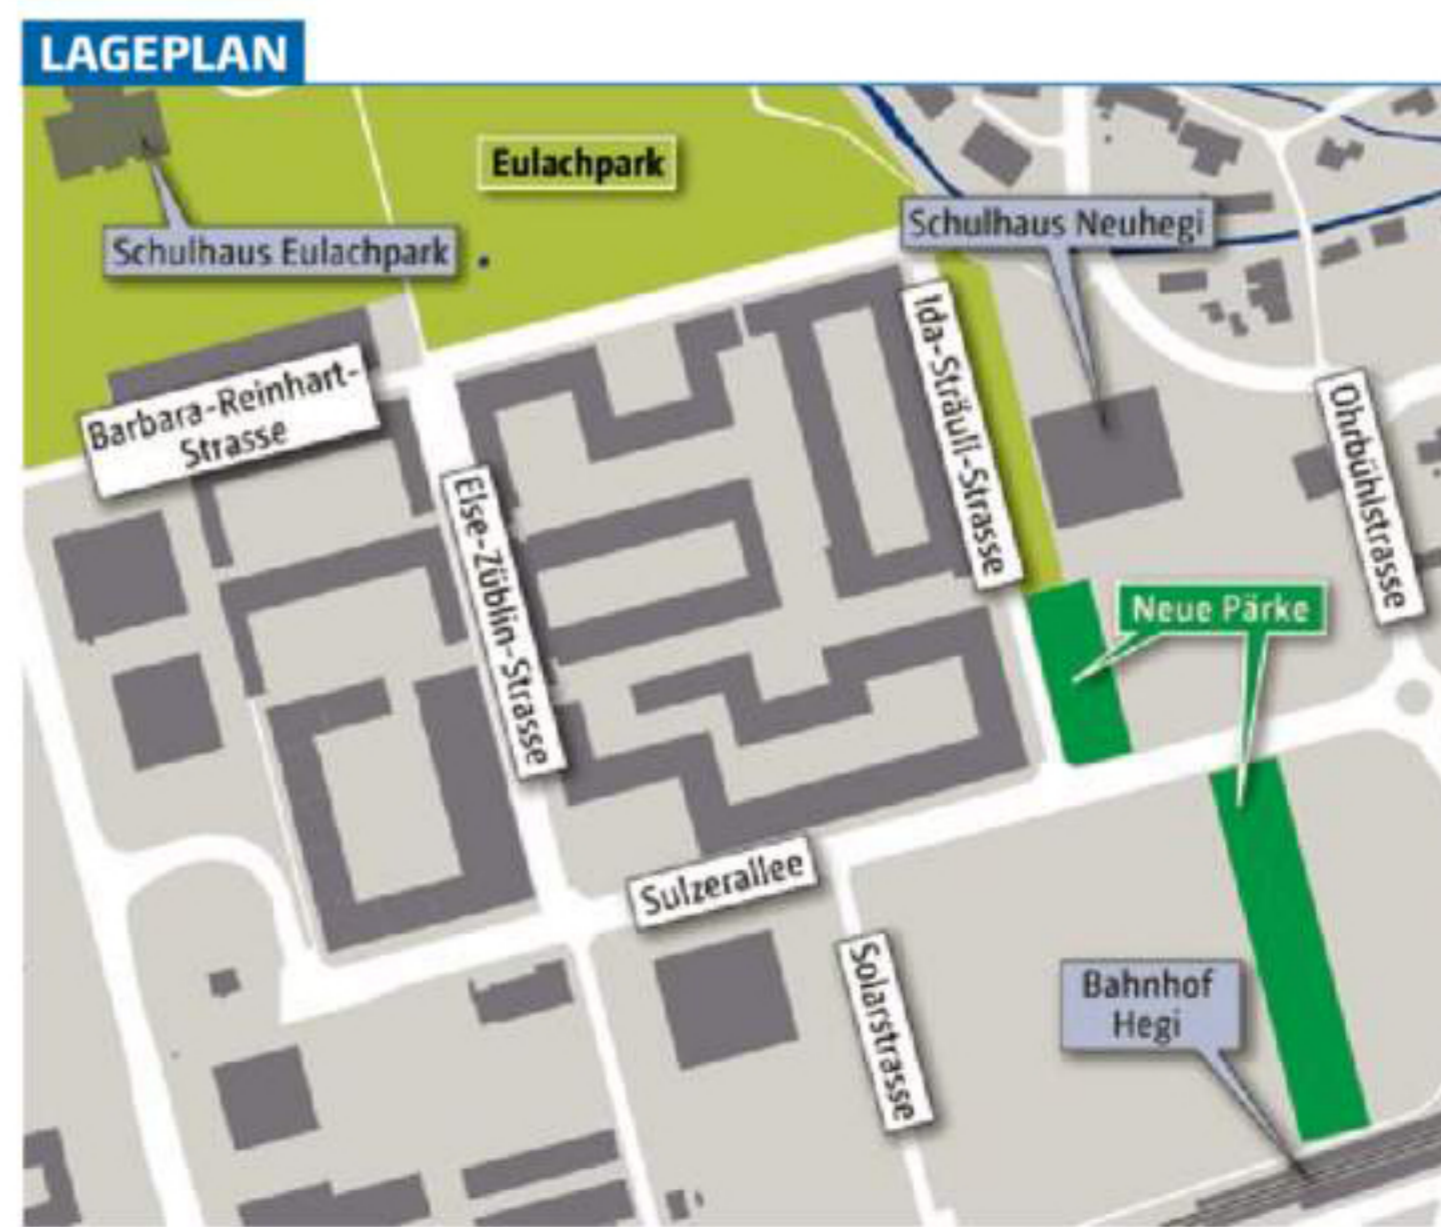 LAGEPLAN
Eulachpark
Schulhaus Neuhegi
Schulhaus Eulachpark
Ida-Sträuli-Strasse
Barbara-Reinhart-
Strasse
Ohrbühlstrasse
Else-Züblin-Strasse
Neue Pärke
Sulzerallee
Solarstrasse
Bahnhof
Hegi